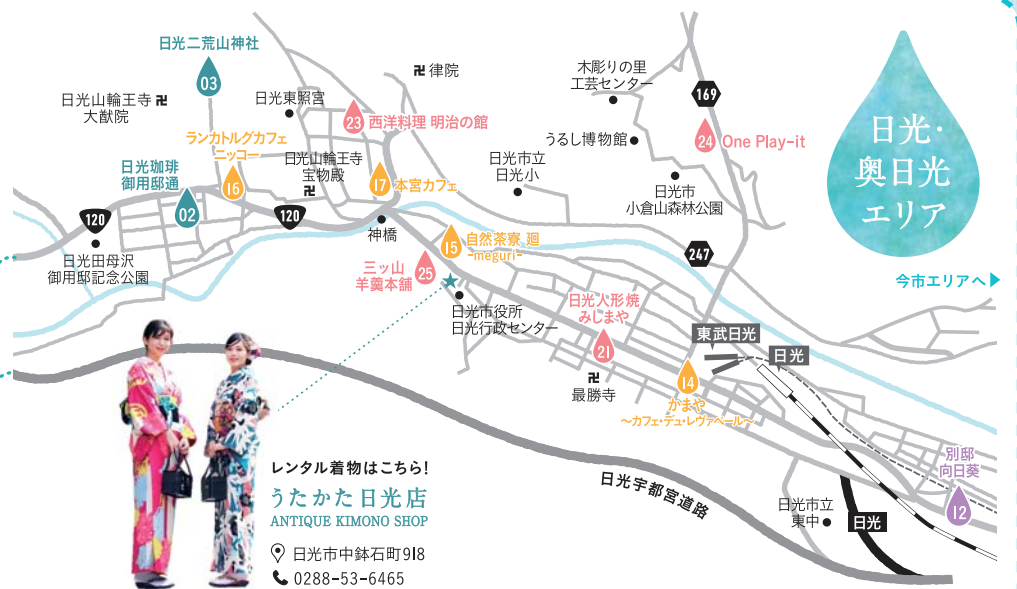 日光二荒山神社
03
卍律院
木彫りの里
工芸センター
169
日光山輪王寺卍
大猷院
日光東照宮
23 西洋料理 明治の館
うるし博物館
24 One Play-it
日光・
奥日光
エリア
ランカトルグカフェ
ニッコー
16
日光珈琲
御用邸通
02
日光山輪王寺
宝物殿
卍
17 本宮カフェ
日光市立
日光小
日光市
小倉山森林公園
120
120
神橋
日光田母沢
御用邸記念公園
15 自然茶寮 廻
-meguri-
247
三ッ山
羊羹本舗
25
今市エリアへ
日光市役所
日光行政センター
日光人形焼
みしまや
21
東武日光
日光
卍
最勝寺
14
かまや
～カフェ・デュ・レヴァベール～
レンタル着物はこちら!
うたかた日光店
ANTIQUE KIMONO SHOP
日光市中鉢石町918
0288-53-6465
日光宇都宮道路
別邸
向日葵
12
日光市立
東中
日光